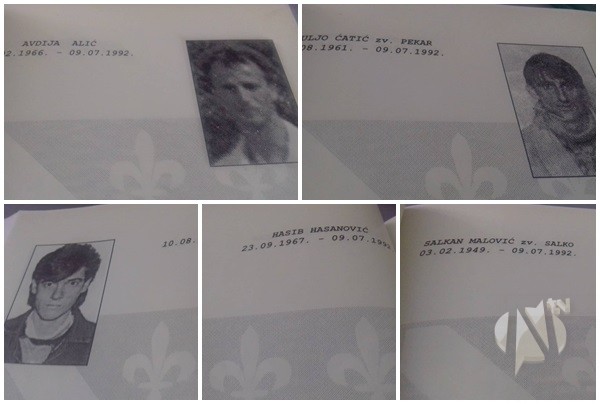 AVDIJA ALIĆ
02.1966. – 09.07.1992.
ULJO ĆATIĆ zv. PEKAR
08.1961. – 09.07.1992.
10.08.
HASIB HASANOVIĆ
23.09.1967. – 09.07.1992
SALKAN MALOVIĆ zv. SALKO
03.02.1949. – 09.07.1992.